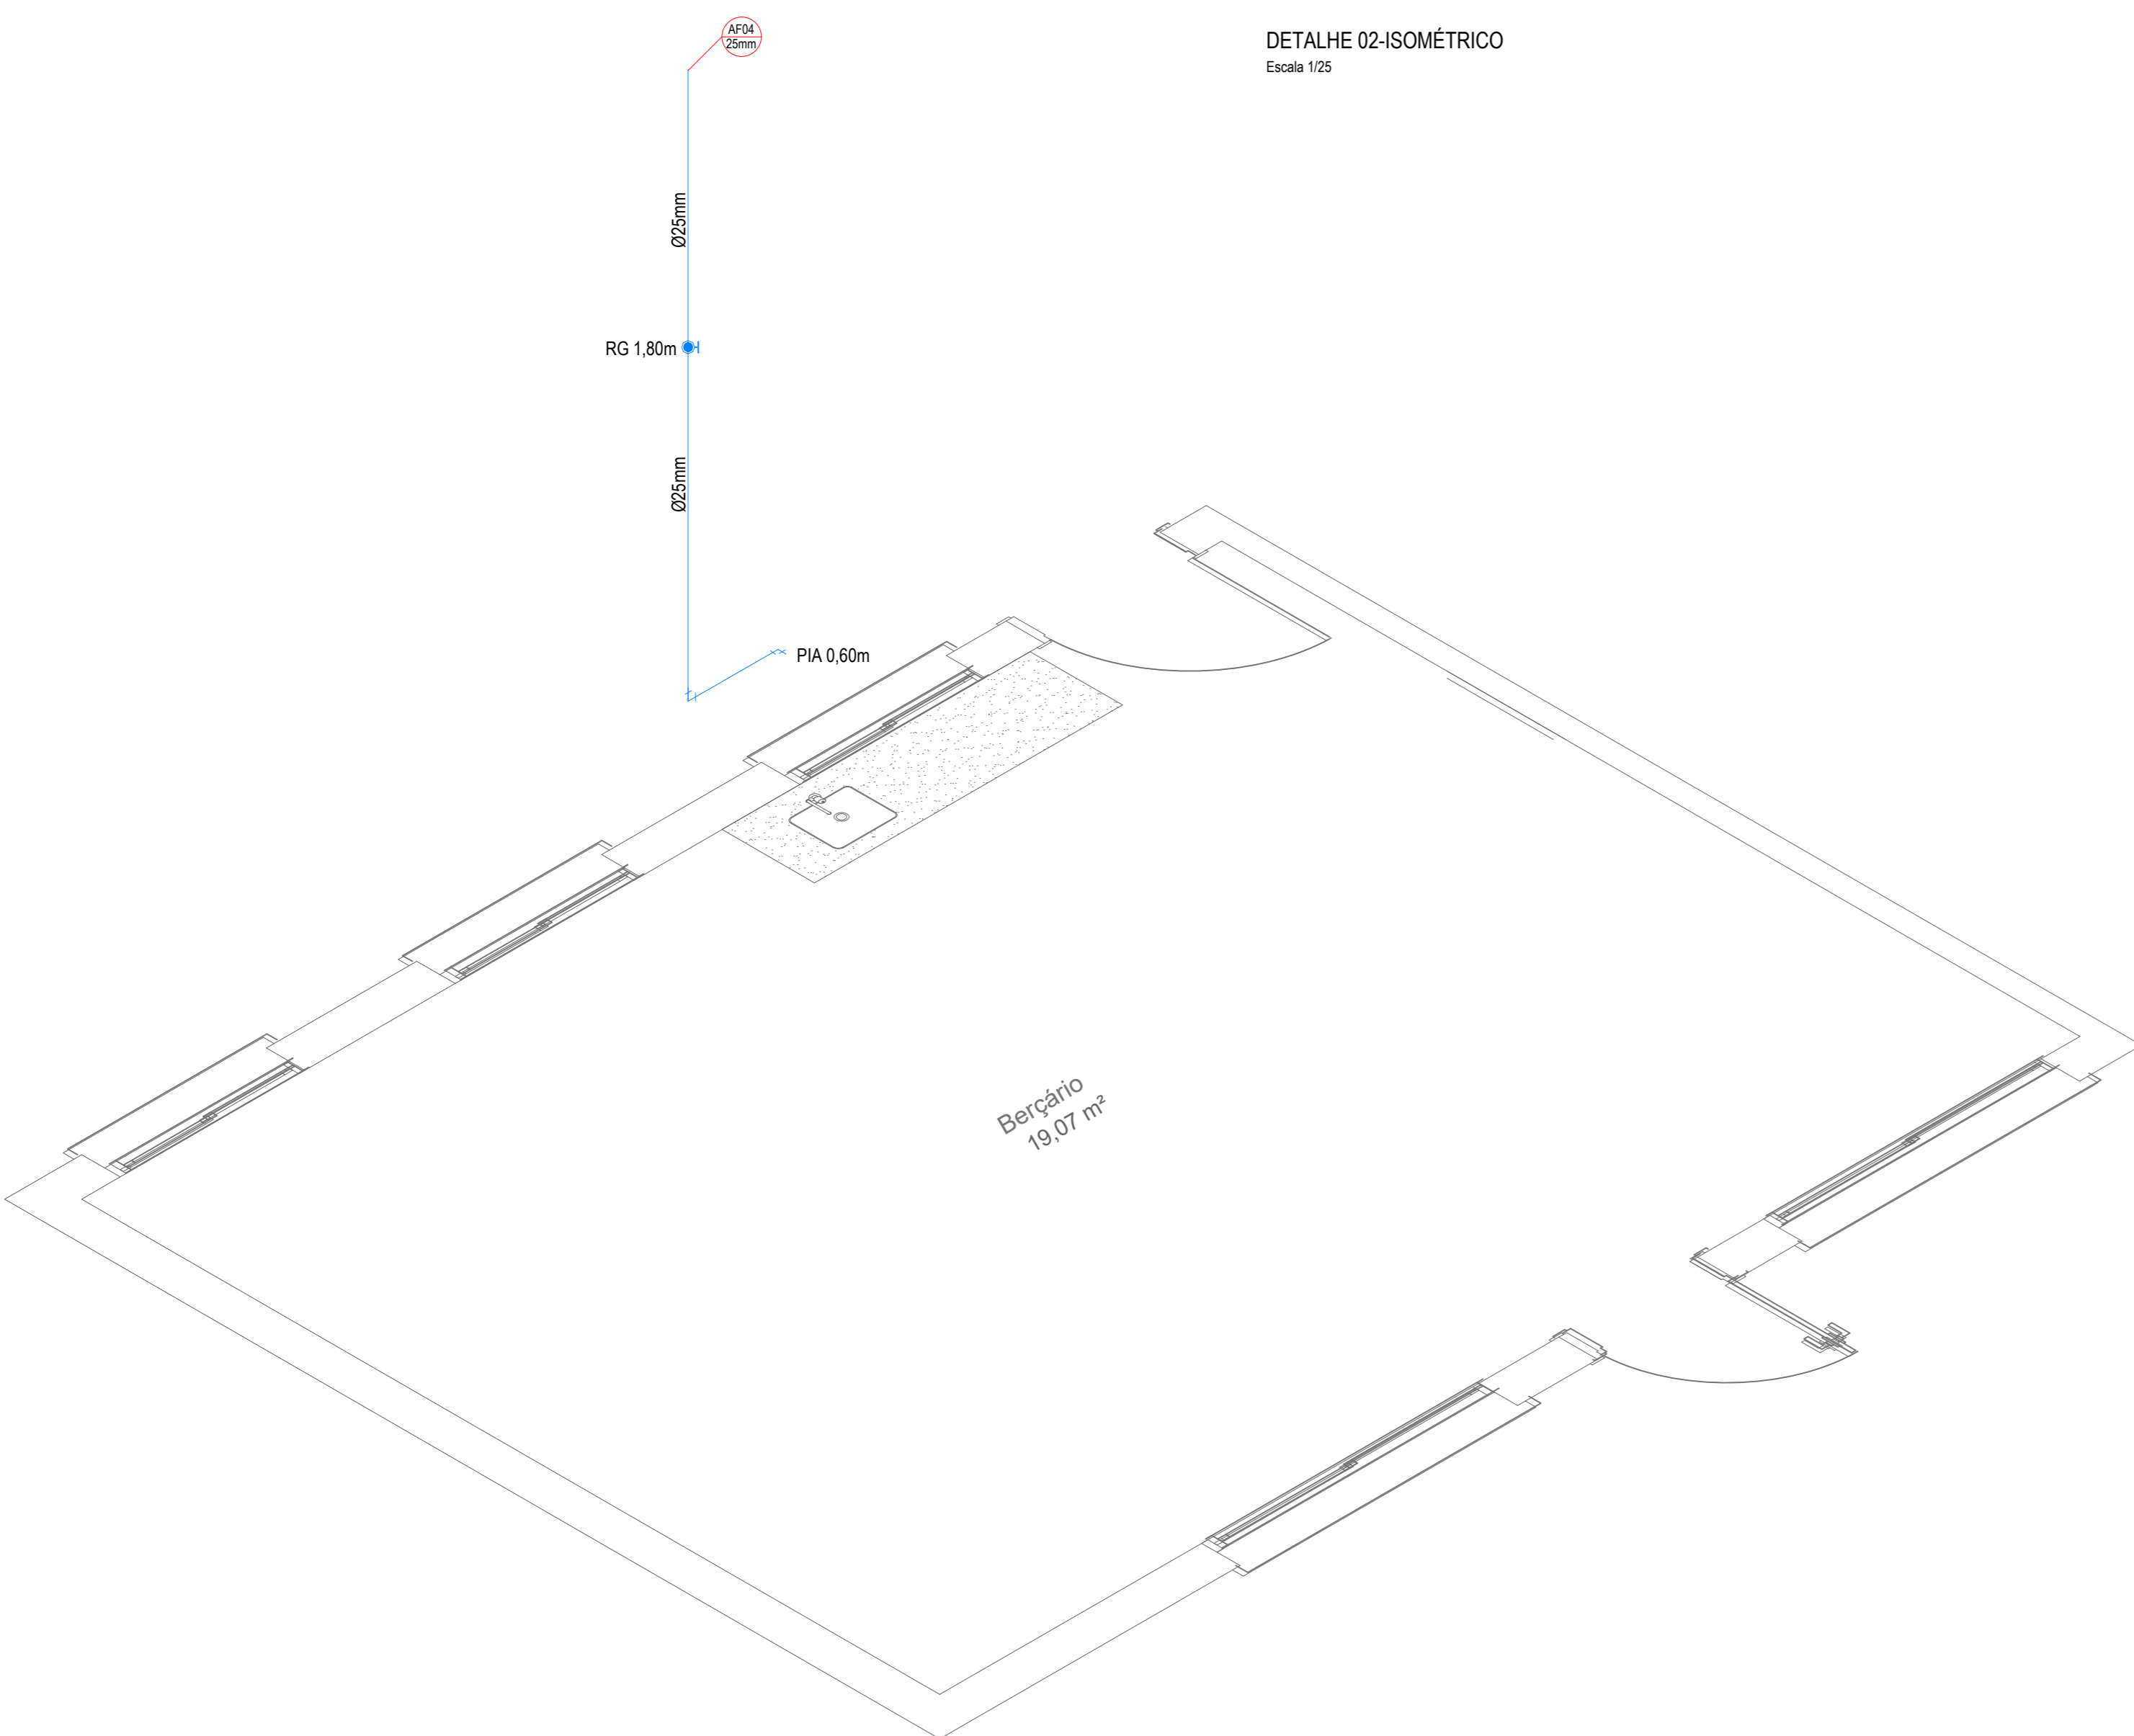 AF04
25mm
DETALHE 02-ISOMÉTRICO
Escala 1/25
Ø25mm
RG 1,80m
Ø25mm
PIA 0,60m
Berçário
19,07 m²